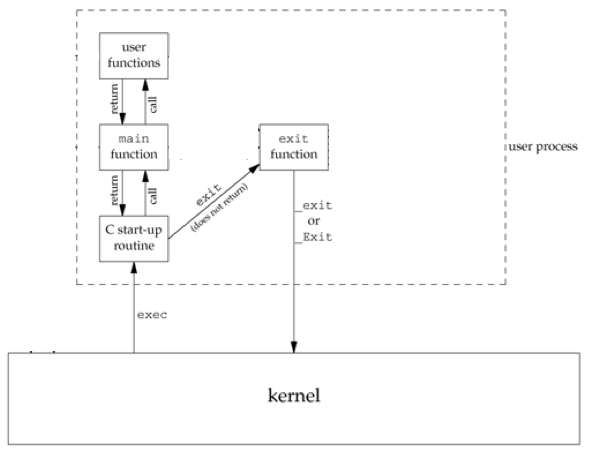 user
functions
return
call
main
function
exit
function
user process
return
call
exit
(does not return)
_exit
or
_Exit
C start-up
routine
exec
kernel